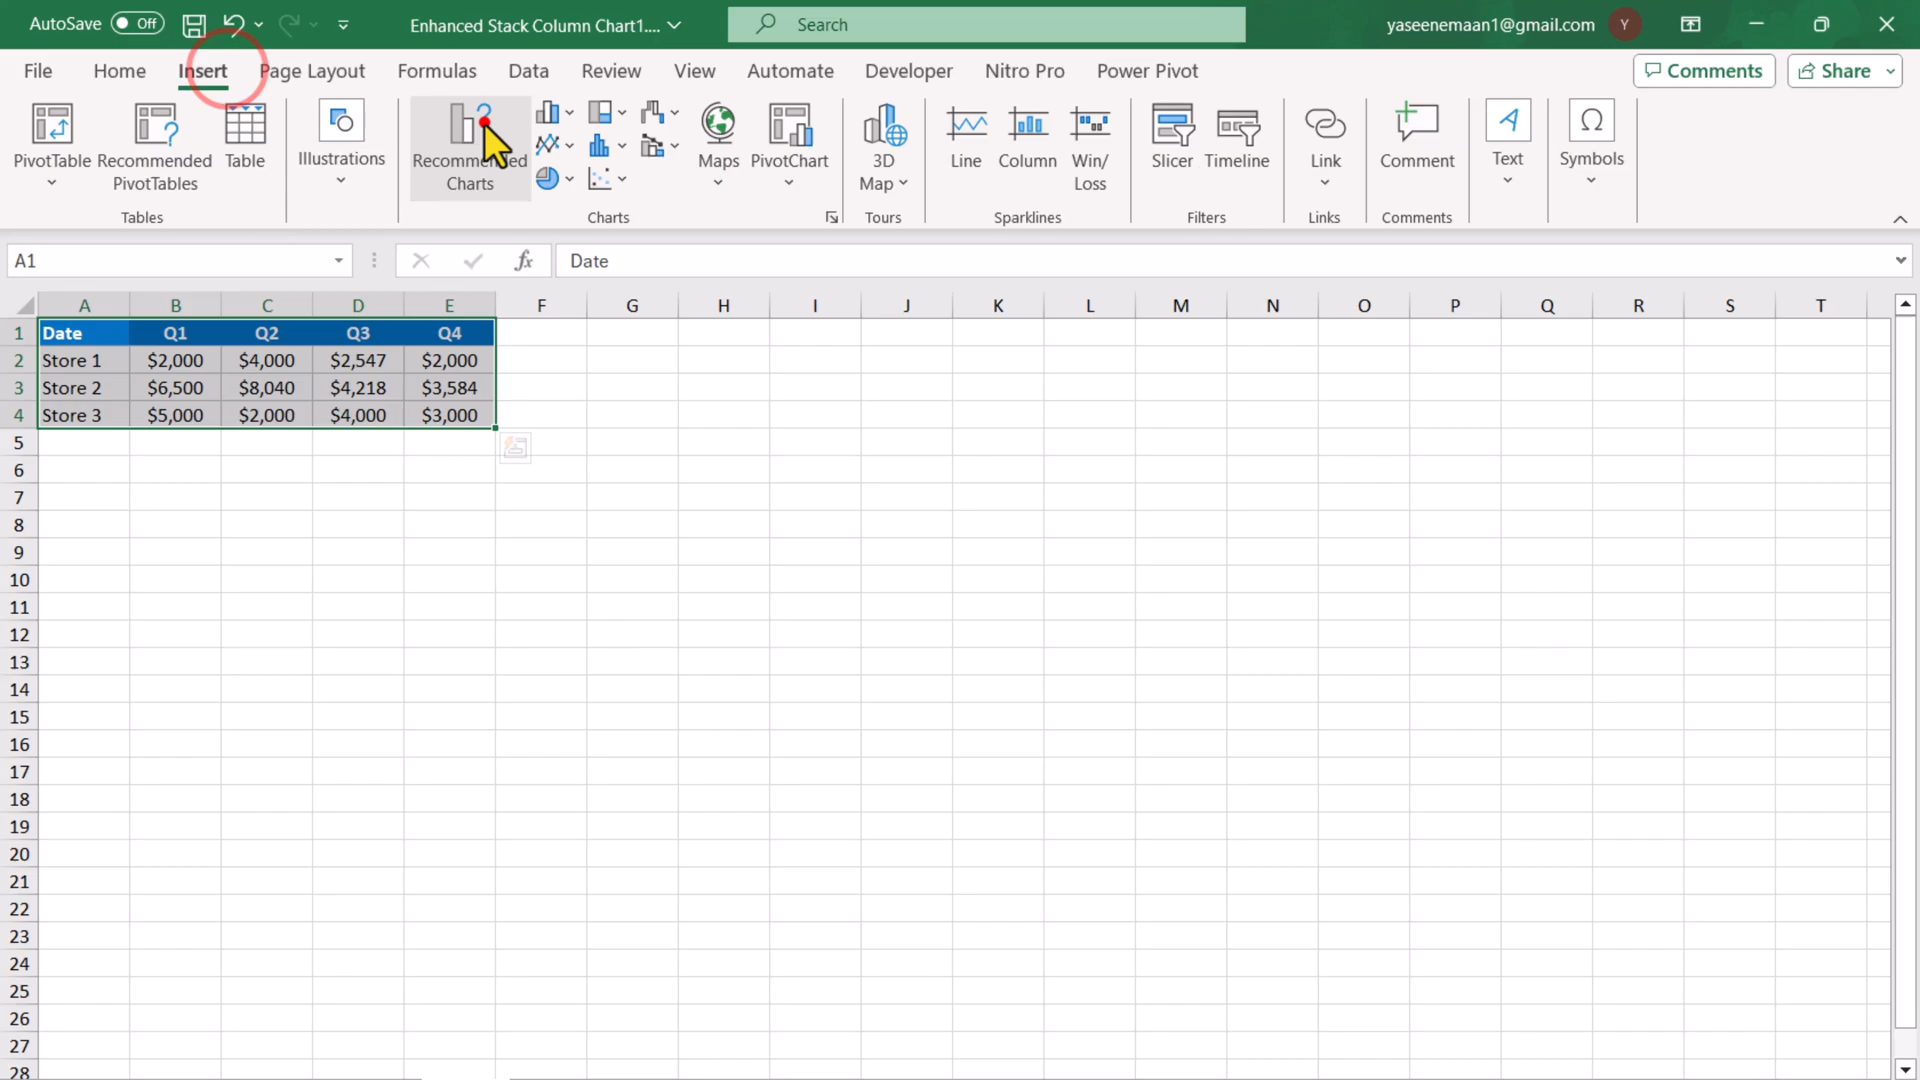 AutoSave Off Enhanced Stack Column Chart1.... Search yaseenemaan1@gmail.com Y
File Home Insert Page Layout Formulas Data Review View Automate Developer Nitro Pro Power Pivot Comments Share
PivotTable Recommended PivotTables Table Illustrations Recommended Charts Maps PivotChart 3D Map Line Column Win/ Loss Slicer Timeline Link Comment Text Symbols
Tables Charts Tours Sparklines Filters Links Comments
A1 fx Date
A B C D E F G H I J K L M N O P Q R S T
1 Date Q1 Q2 Q3 Q4
2 Store 1 $2,000 $4,000 $2,547 $2,000
3 Store 2 $6,500 $8,040 $4,218 $3,584
4 Store 3 $5,000 $2,000 $4,000 $3,000
5
6
7
8
9
10
11
12
13
14
15
16
17
18
19
20
21
22
23
24
25
26
27
28